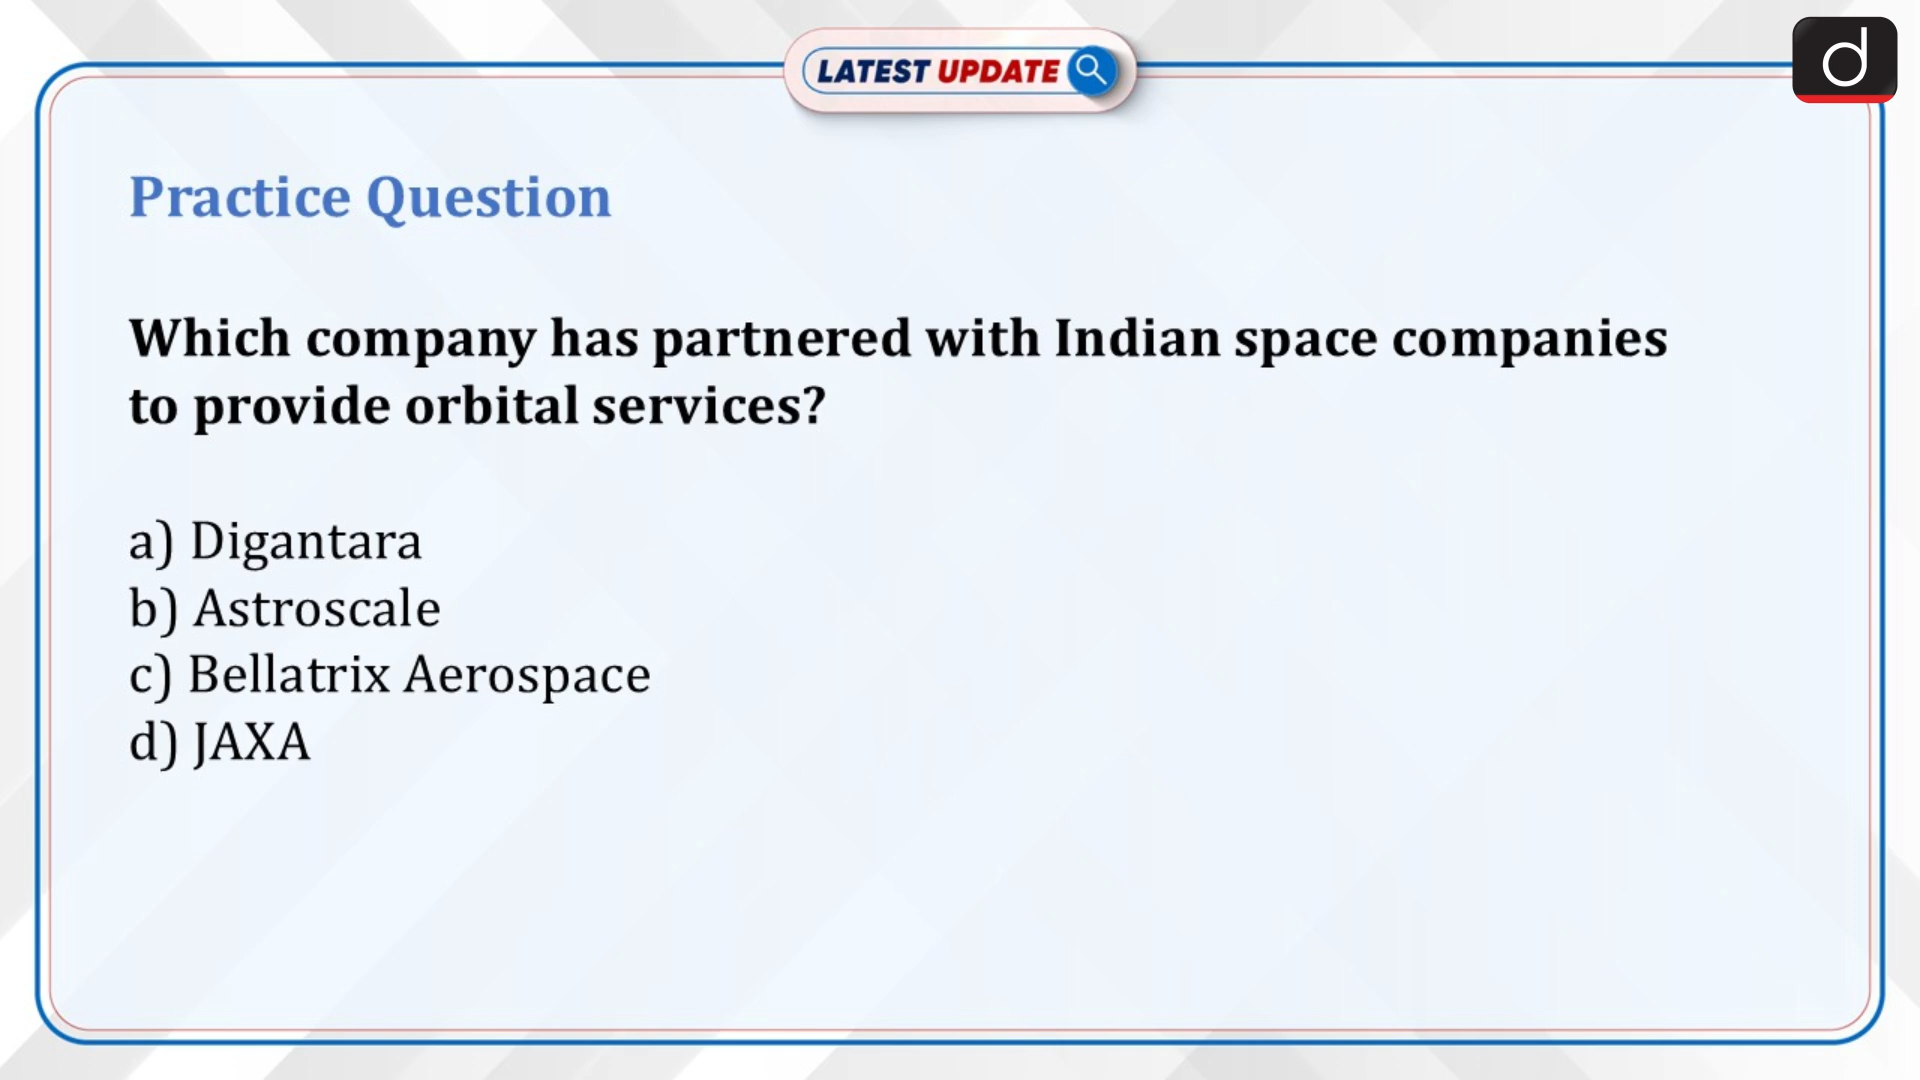 LATEST UPDATE
d
Practice Question
Which company has partnered with Indian space companies
to provide orbital services?
a) Digantara
b) Astroscale
c) Bellatrix Aerospace
d) JAXA